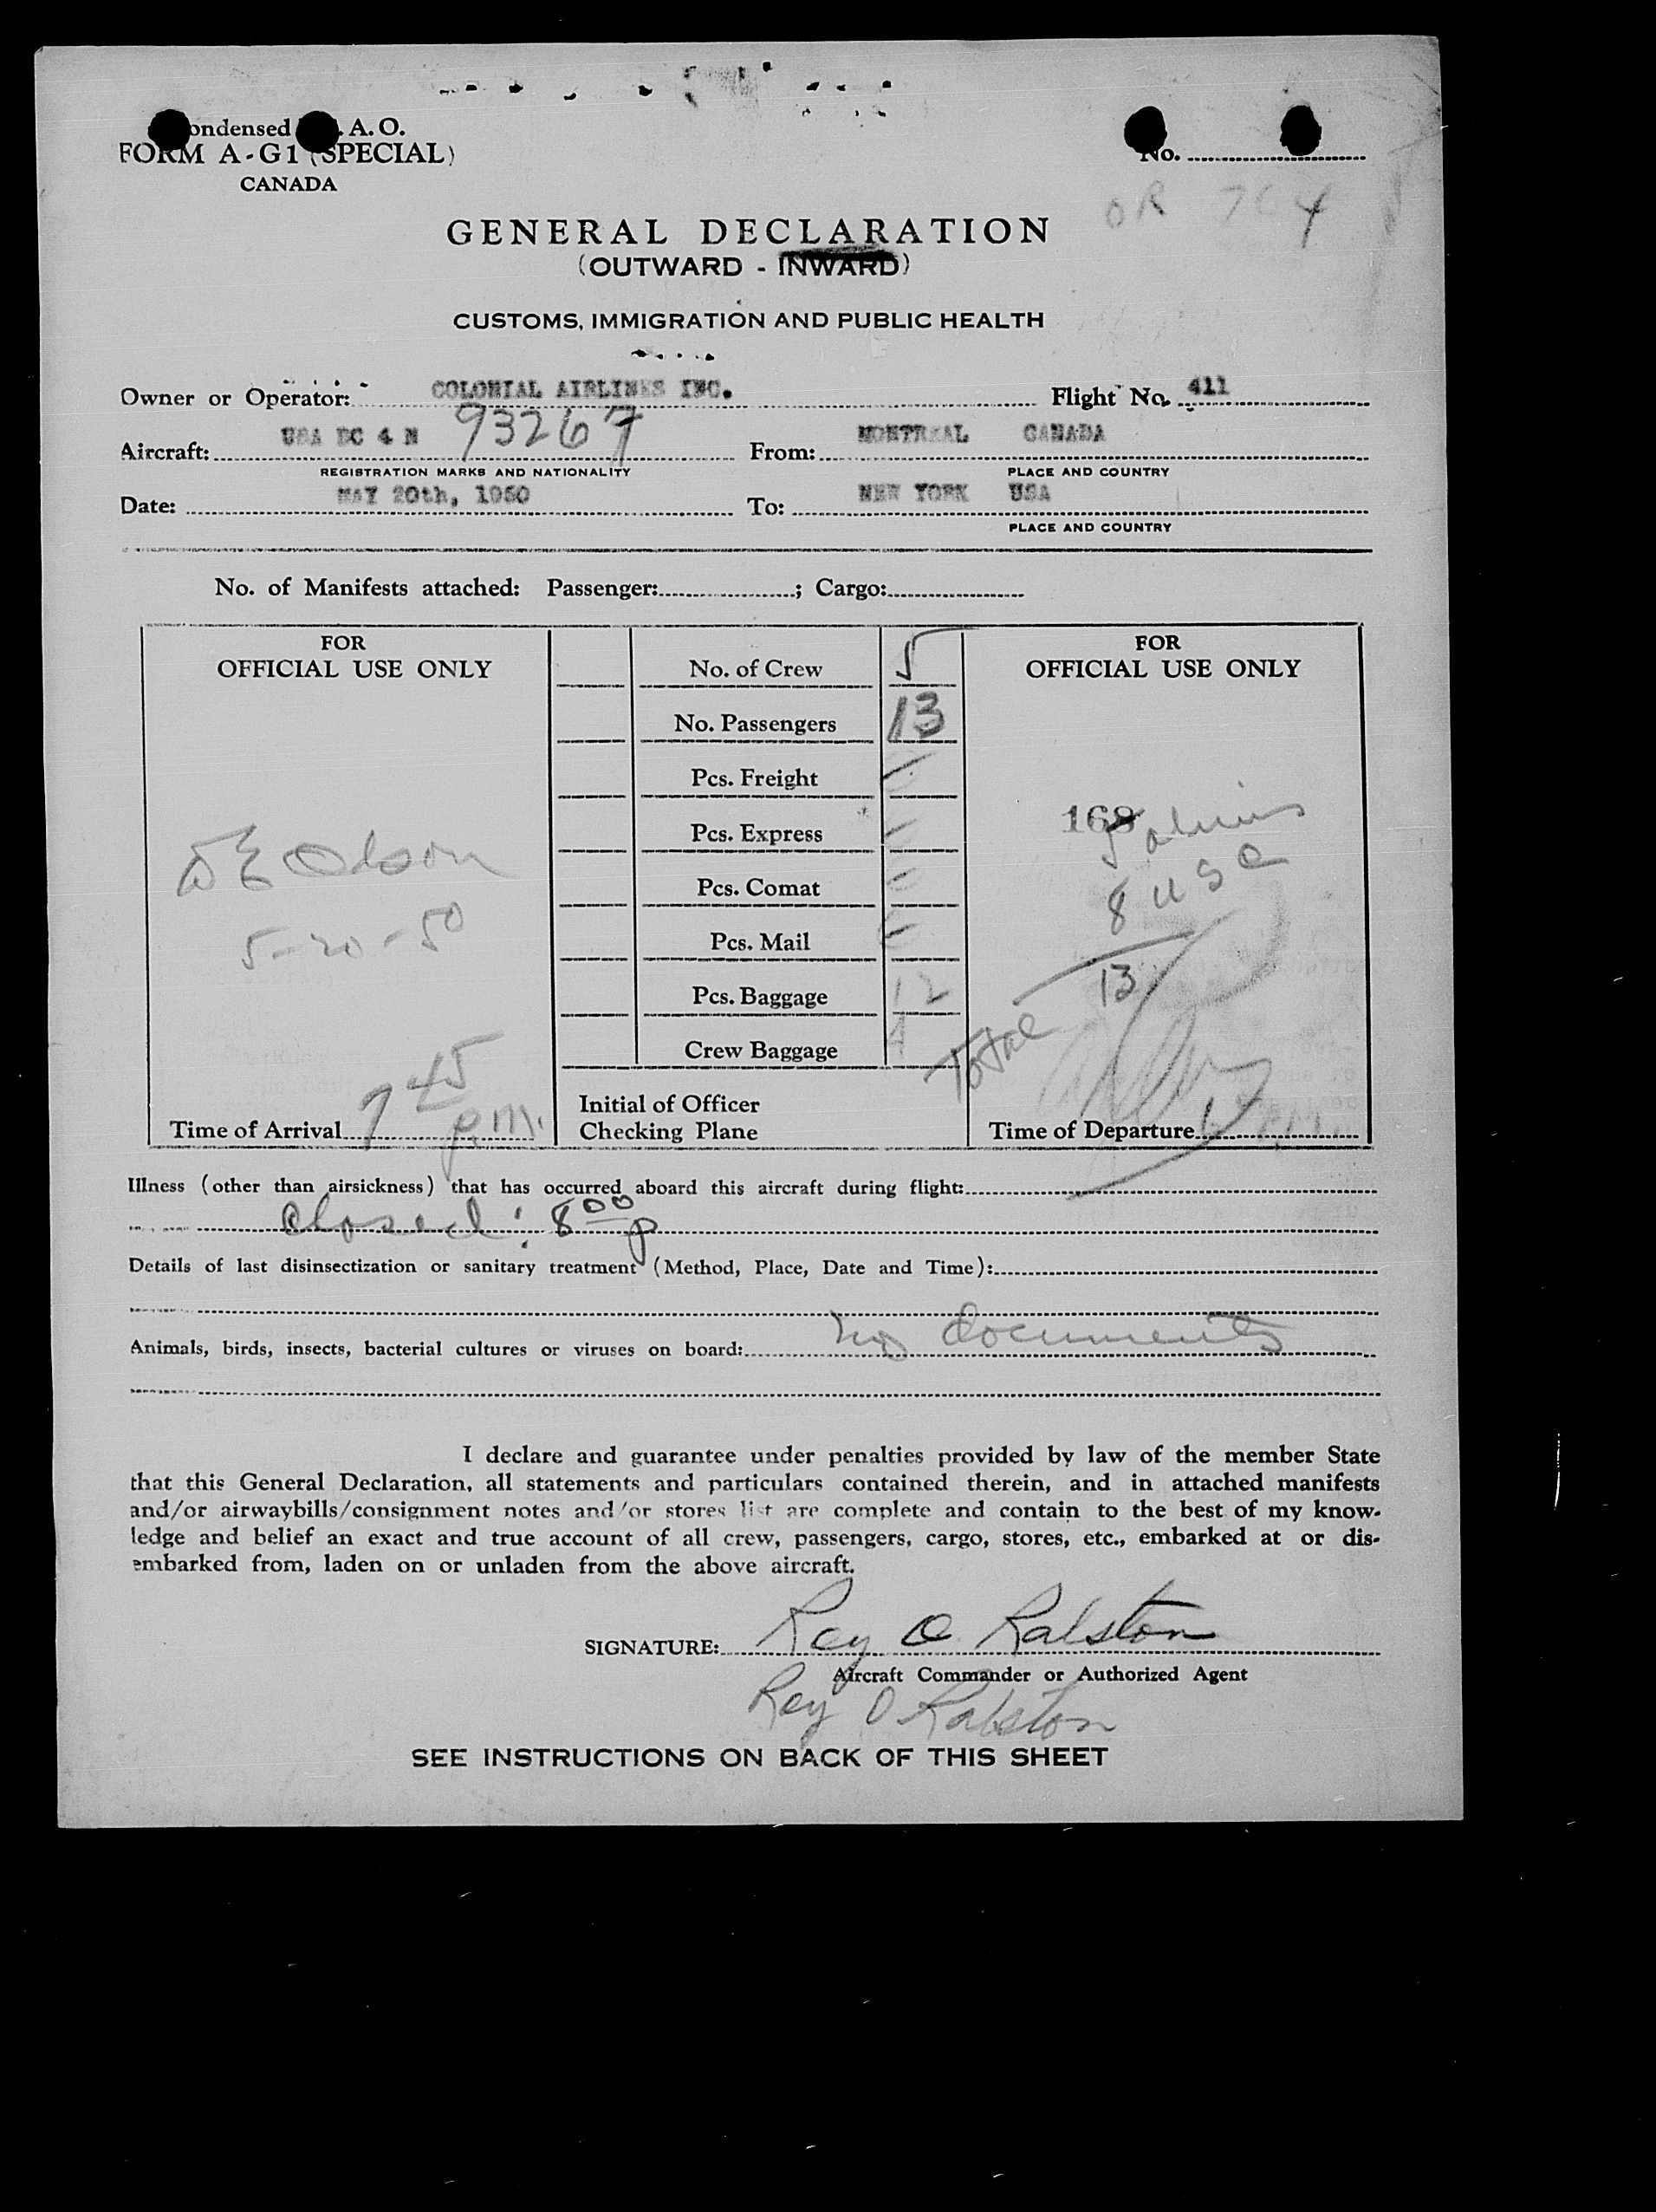 ondensed . A. O.
FORM A-G1 (SPECIAL)
CANADA
No.
OR 764
GENERAL DECLARATION
(OUTWARD - INWARD)
CUSTOMS, IMMIGRATION AND PUBLIC HEALTH
Owner or Operator: COLONIAL AIRLINES INC. Flight No. 411
Aircraft: USA DC 4 N 93267 From: MONTREAL CANADA
REGISTRATION MARKS AND NATIONALITY PLACE AND COUNTRY
Date: MAY 20th, 1950 To: NEW YORK USA
PLACE AND COUNTRY
No. of Manifests attached: Passenger: ; Cargo:
FOR
OFFICIAL USE ONLY
No. of Crew 5
FOR
OFFICIAL USE ONLY
No. Passengers 13
Pcs. Freight -
168
Pcs. Express -
5 aliens
8 USC
Pcs. Comat -
Olson
5-20-50
Pcs. Mail -
13
Pcs. Baggage 12
Total
Crew Baggage
Time of Arrival 7 45 p.m.
Initial of Officer
Checking Plane
Time of Departure
Illness (other than airsickness) that has occurred aboard this aircraft during flight:
Closed: 8 00 p
Details of last disinsectization or sanitary treatment (Method, Place, Date and Time):
Animals, birds, insects, bacterial cultures or viruses on board: no documents
I declare and guarantee under penalties provided by law of the member State
that this General Declaration, all statements and particulars contained therein, and in attached manifests
and/or airwaybills/consignment notes and/or stores list are complete and contain to the best of my know-
ledge and belief an exact and true account of all crew, passengers, cargo, stores, etc., embarked at or dis-
embarked from, laden on or unladen from the above aircraft.
SIGNATURE: Roy O Ralston
Aircraft Commander or Authorized Agent
Roy O Ralston
SEE INSTRUCTIONS ON BACK OF THIS SHEET